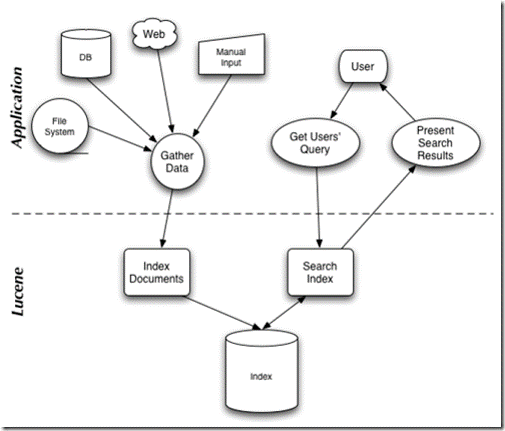 Application
DB
Web
Manual
Input
File
System
Gather
Data
User
Get Users'
Query
Present
Search
Results
Lucene
Index
Documents
Search
Index
Index